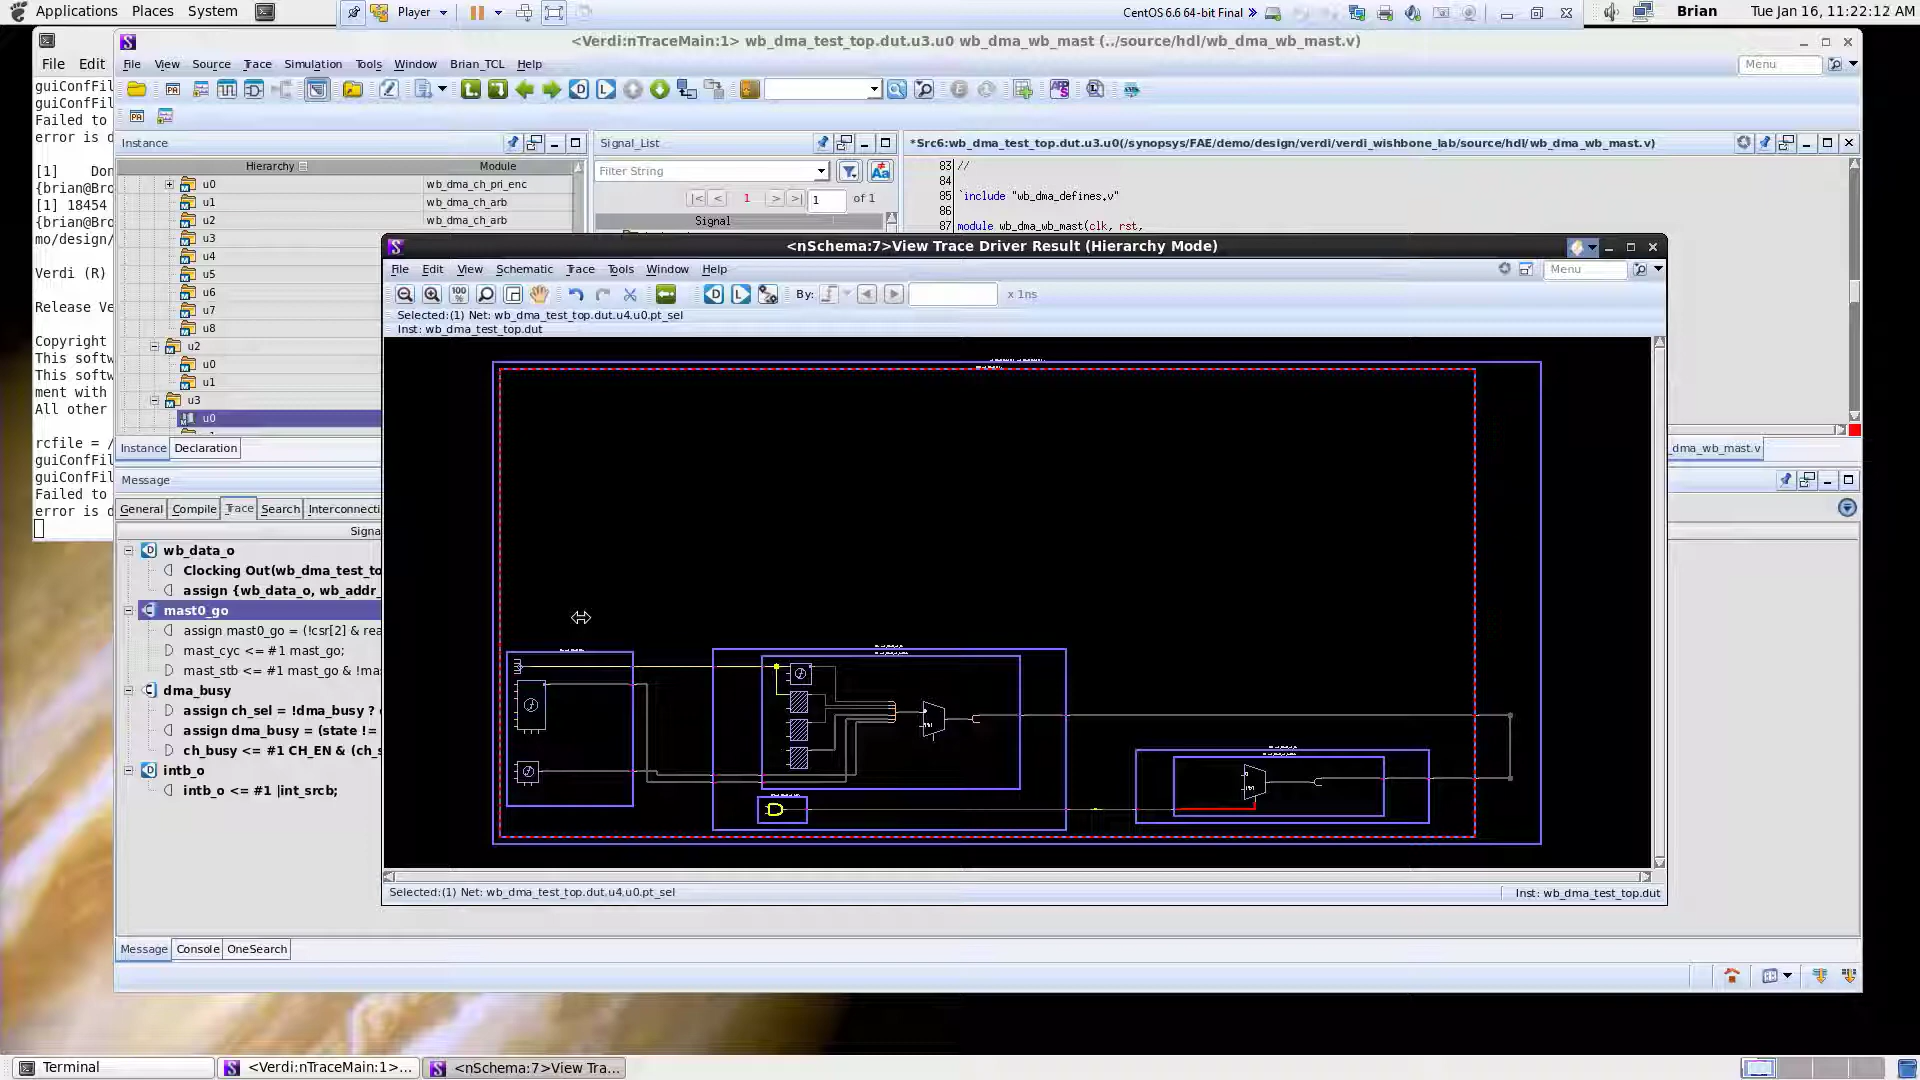 Applications Places System
Player
CentOS 6.6 64-bit Final
Brian
Tue Jan 16, 11:22:12 AM
File Edit
guiConfFil
guiConfFil
Failed to
error is d
[1] Don
{brian@Bro
[1] 18454
{brian@Bro
mo/design/
Verdi (R)
Release Ve
Copyright
This softw
This softw
ment with
All other
rcfile = /
guiConfFil
guiConfFil
Failed to
error is d
<Verdi:nTraceMain:1> wb_dma_test_top.dut.u3.u0 wb_dma_wb_mast (../source/hdl/wb_dma_wb_mast.v)
File View Source Trace Simulation Tools Window Brian_TCL Help
Menu
Instance
Hierarchy Module
u0 wb_dma_ch_pri_enc
u1 wb_dma_ch_arb
u2 wb_dma_ch_arb
u3
u4
u5
u6
u7
u8
u2
u0
u1
u3
u0
Instance Declaration
Signal_List
Filter String
1 1 of 1
Signal
*Src6:wb_dma_test_top.dut.u3.u0(/synopsys/FAE/demo/design/verdi/verdi_wishbone_lab/source/hdl/wb_dma_wb_mast.v)
83 //
84
85 `include "wb_dma_defines.v"
86
87 module wb_dma_wb_mast(clk, rst,
_dma_wb_mast.v
Message
General Compile Trace Search Interconnecti
Signa
wb_data_o
Clocking Out(wb_dma_test_to
assign {wb_data_o, wb_addr_
mast0_go
assign mast0_go = (!csr[2] & rea
mast_cyc <= #1 mast_go;
mast_stb <= #1 mast_go & !ma
dma_busy
assign ch_sel = !dma_busy ?
assign dma_busy = (state !=
ch_busy <= #1 CH_EN & (ch_s
intb_o
intb_o <= #1 |int_srcb;
Message Console OneSearch
<nSchema:7>View Trace Driver Result (Hierarchy Mode)
File Edit View Schematic Trace Tools Window Help
Menu
100%
By:
x 1ns
Selected:(1) Net: wb_dma_test_top.dut.u4.u0.pt_sel
Inst: wb_dma_test_top.dut
Selected:(1) Net: wb_dma_test_top.dut.u4.u0.pt_sel
Inst: wb_dma_test_top.dut
Terminal
<Verdi:nTraceMain:1>...
<nSchema:7>View Tra...